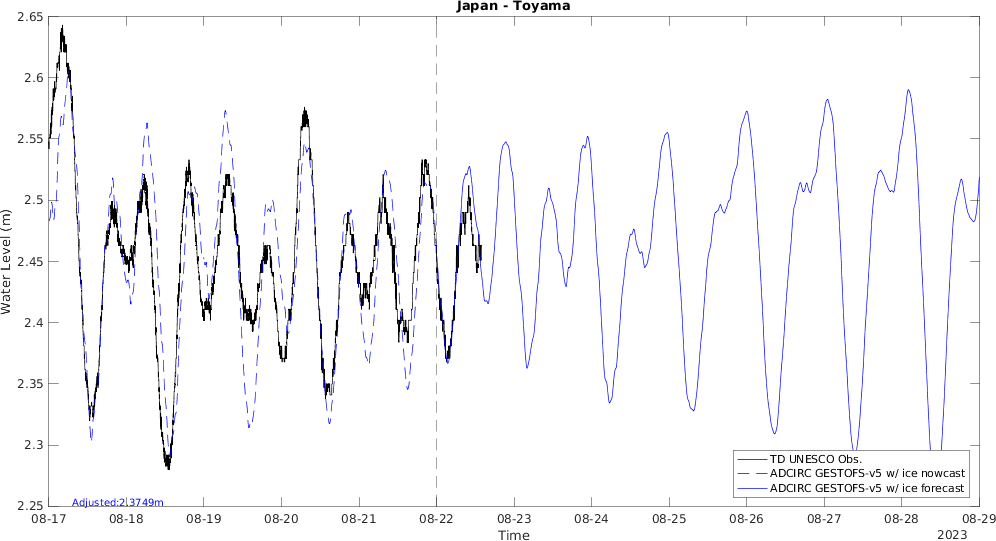 Japan - Toyama
2.65
2.6
2.55
2.5
2.45
2.4
2.35
2.3
2.25
Water Level (m)
Adjusted:2.3749m
TD UNESCO Obs.
ADCIRC GESTOFS-v5 w/ ice nowcast
ADCIRC GESTOFS-v5 w/ ice forecast
08-17 08-18 08-19 08-20 08-21 08-22 08-23 08-24 08-25 08-26 08-27 08-28 08-29
Time
2023